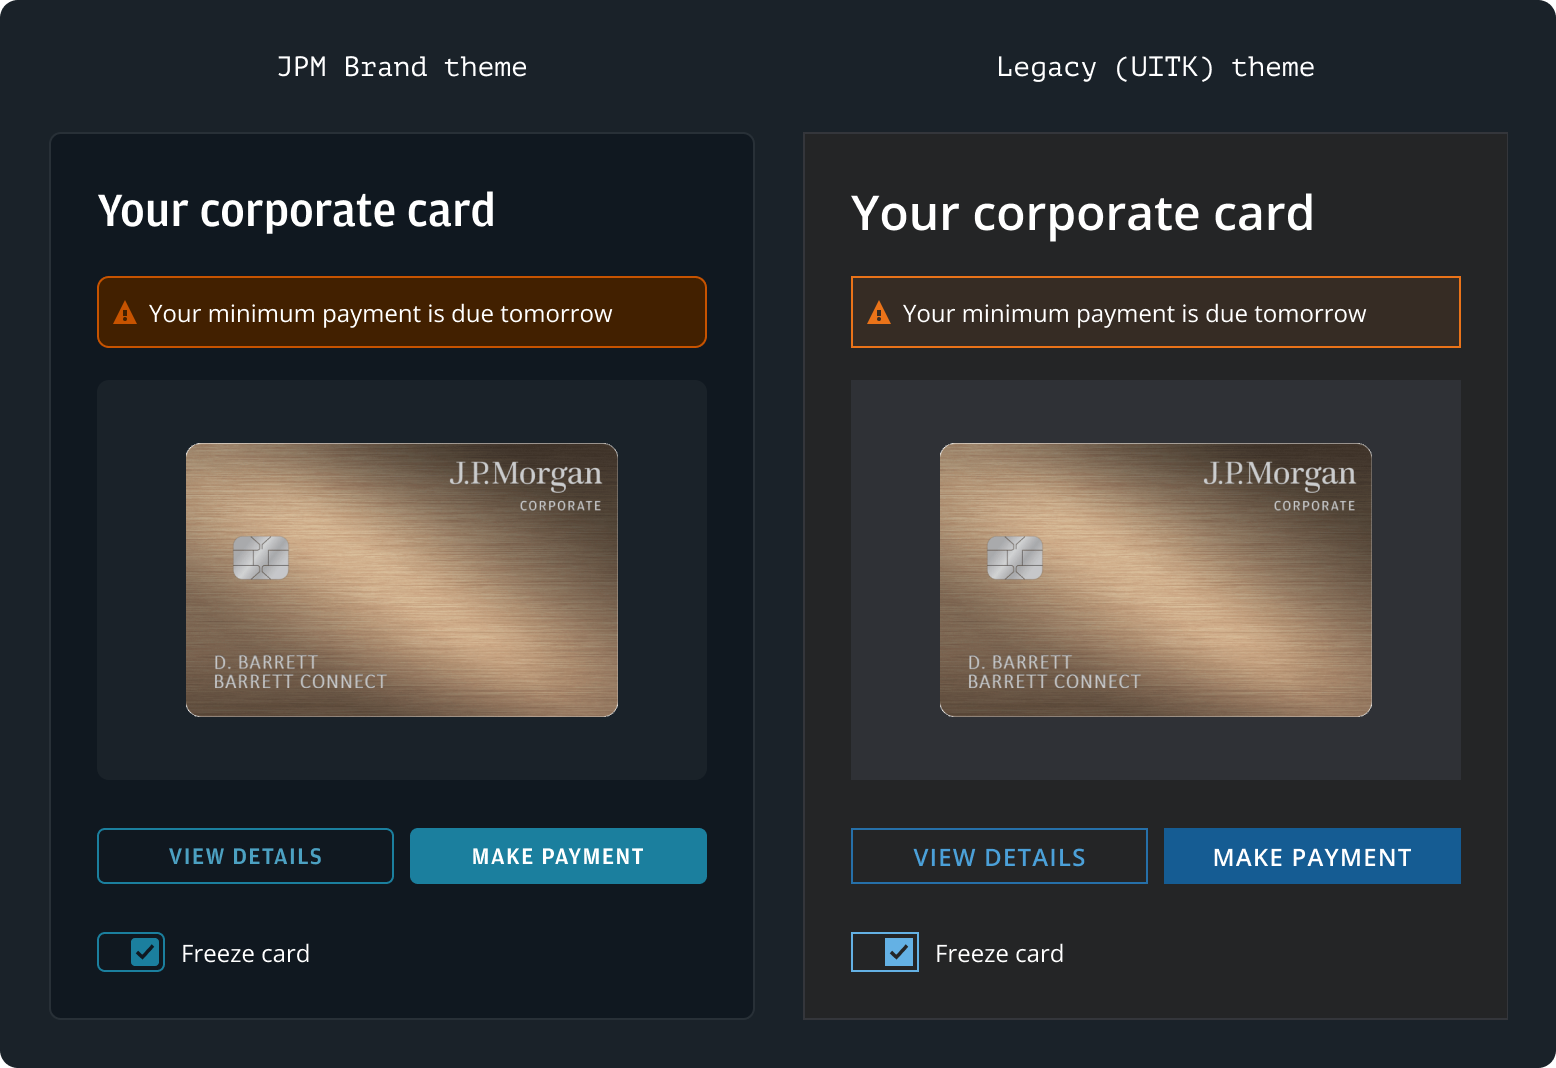 JPM Brand theme
Legacy (UITK) theme
Your corporate card
Your minimum payment is due tomorrow
J.P.Morgan
CORPORATE
D. BARRETT
BARRETT CONNECT
VIEW DETAILS
MAKE PAYMENT
Freeze card
Your corporate card
Your minimum payment is due tomorrow
J.P.Morgan
CORPORATE
D. BARRETT
BARRETT CONNECT
VIEW DETAILS
MAKE PAYMENT
Freeze card